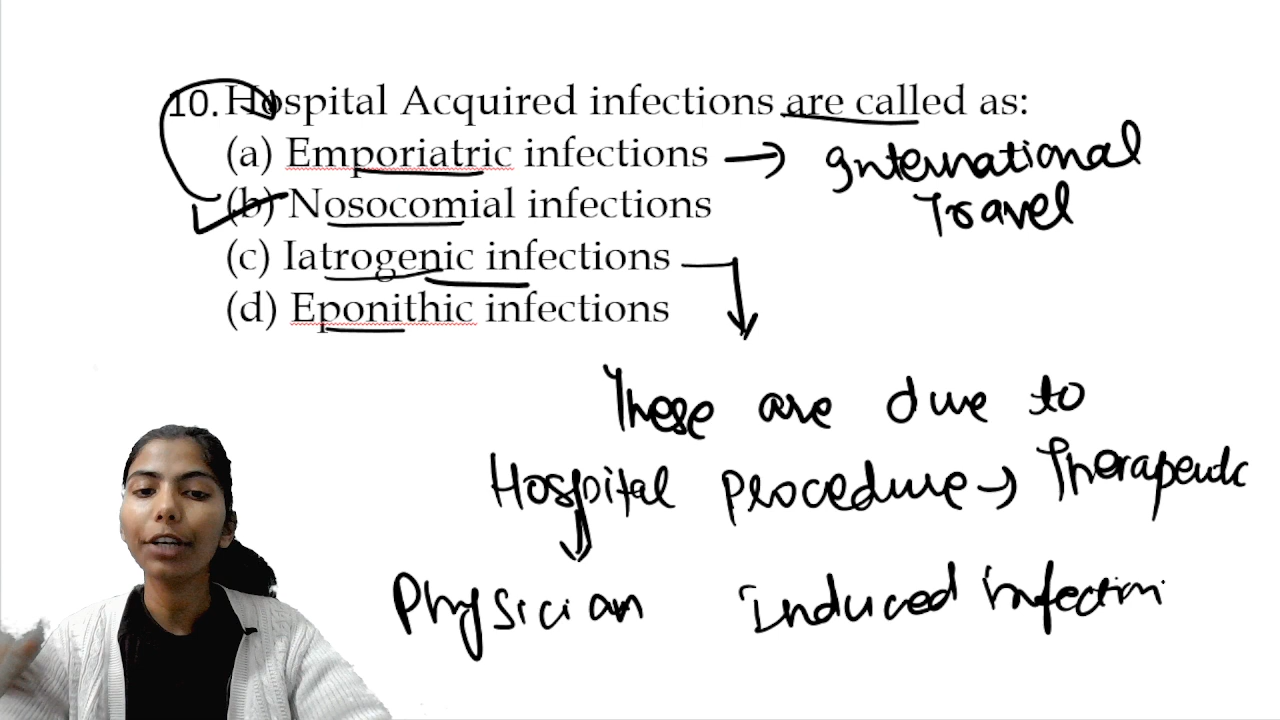 10. Hospital Acquired infections are called as:
(a) Emporiatric infections → International
Travel
(b) Nosocomial infections
(c) Iatrogenic infections
(d) Eponithic infections
These are due to
Hospital Procedure → Therapeutic
Physician induced infection